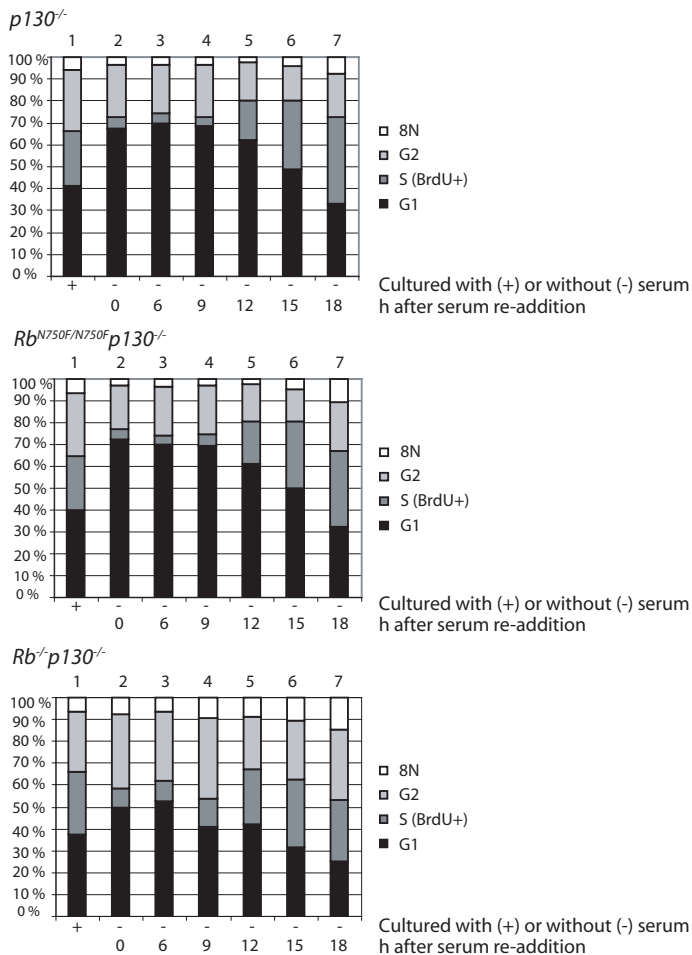 p130-/-
1 2 3 4 5 6 7
100 %
90 %
80 %
70 %
60 %
50 %
40 %
30 %
20 %
10 %
0 %
8N
G2
S (BrdU+)
G1
+ - - - - - - Cultured with (+) or without (-) serum
0 6 9 12 15 18 h after serum re-addition
RbN750F/N750Fp130-/-
1 2 3 4 5 6 7
100 %
90 %
80 %
70 %
60 %
50 %
40 %
30 %
20 %
10 %
0 %
8N
G2
S (BrdU+)
G1
+ - - - - - - Cultured with (+) or without (-) serum
0 6 9 12 15 18 h after serum re-addition
Rb-/-p130-/-
1 2 3 4 5 6 7
100 %
90 %
80 %
70 %
60 %
50 %
40 %
30 %
20 %
10 %
0 %
8N
G2
S (BrdU+)
G1
+ - - - - - - Cultured with (+) or without (-) serum
0 6 9 12 15 18 h after serum re-addition